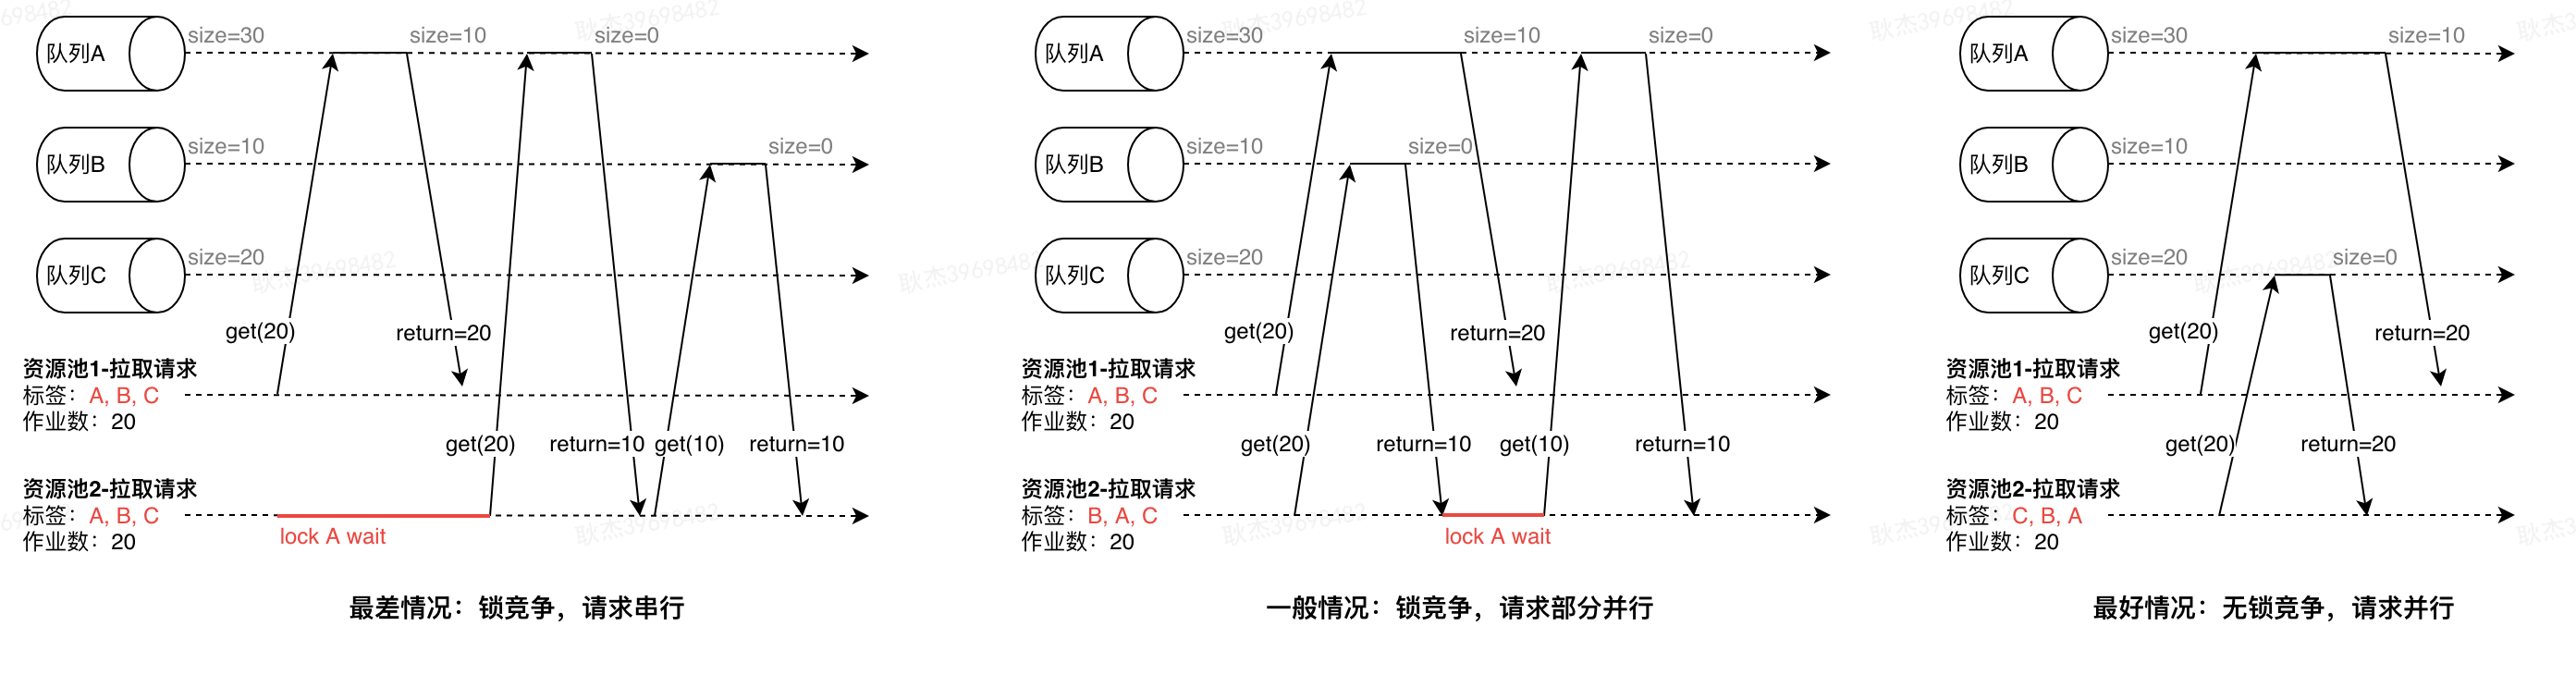 队列A
size=30
size=10
size=0
队列B
size=10
size=0
队列C
size=20
get(20)
return=20
资源池1-拉取请求
标签：A, B, C
作业数：20
get(20)
return=10
get(10)
return=10
资源池2-拉取请求
标签：A, B, C
作业数：20
lock A wait
最差情况：锁竞争，请求串行
队列A
size=30
size=10
size=0
队列B
size=10
size=0
队列C
size=20
get(20)
return=20
资源池1-拉取请求
标签：A, B, C
作业数：20
get(20)
return=10
get(10)
return=10
资源池2-拉取请求
标签：B, A, C
作业数：20
lock A wait
一般情况：锁竞争，请求部分并行
队列A
size=30
size=10
队列B
size=10
队列C
size=20
size=0
get(20)
return=20
资源池1-拉取请求
标签：A, B, C
作业数：20
get(20)
return=20
资源池2-拉取请求
标签：C, B, A
作业数：20
最好情况：无锁竞争，请求并行
耿杰39698482